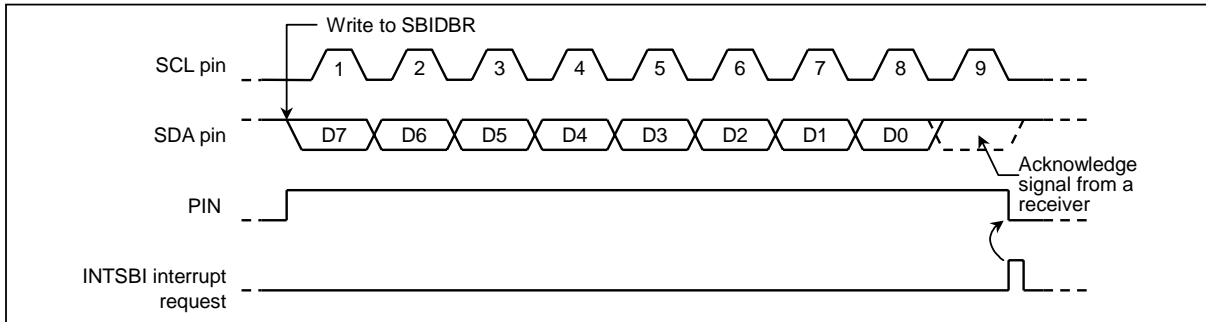 Write to SBIDBR
SCL pin
1 2 3 4 5 6 7 8 9
SDA pin
D7 D6 D5 D4 D3 D2 D1 D0
Acknowledge
signal from a
receiver
PIN
INTSBI interrupt
request